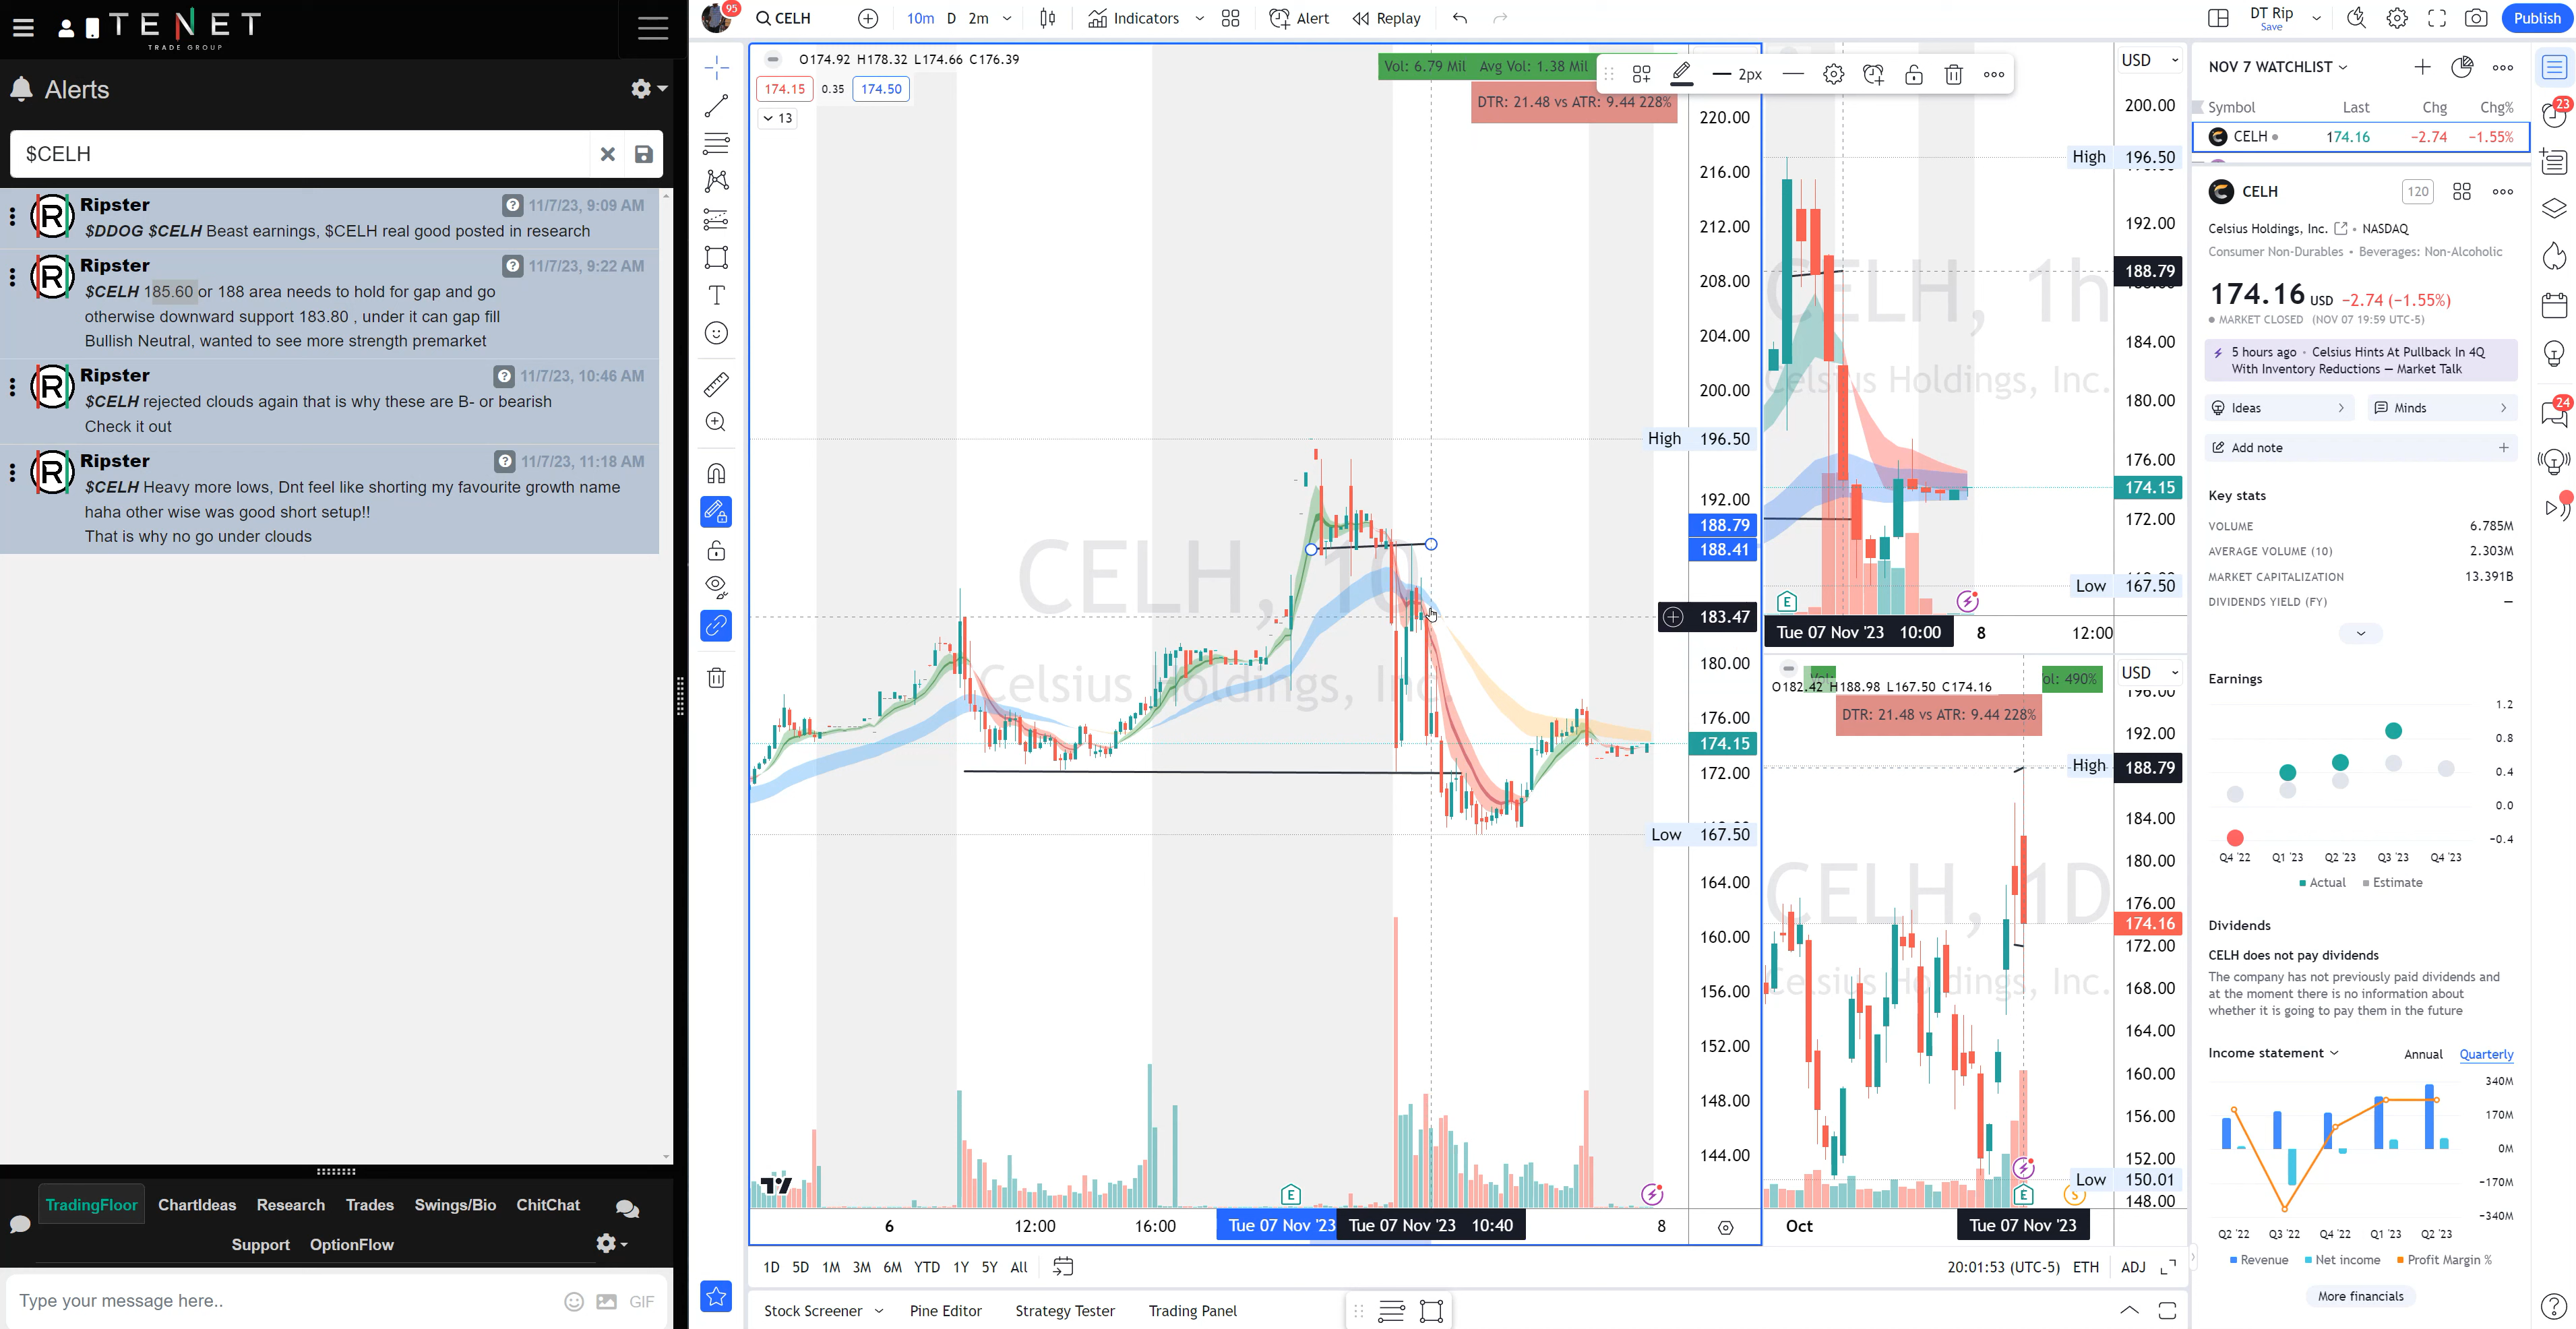 TENET
TRADE GROUP
Alerts
$CELH
Ripster
11/7/23, 9:09 AM
$DDOG $CELH Beast earnings, $CELH real good posted in research
Ripster
11/7/23, 9:22 AM
$CELH 185.60 or 188 area needs to hold for gap and go
otherwise downward support 183.80 , under it can gap fill
Bullish Neutral, wanted to see more strength premarket
Ripster
11/7/23, 10:46 AM
$CELH rejected clouds again that is why these are B- or bearish
Check it out
Ripster
11/7/23, 11:18 AM
$CELH Heavy more lows, Dnt feel like shorting my favourite growth name
haha other wise was good short setup!!
That is why no go under clouds
TradingFloor ChartIdeas Research Trades Swings/Bio ChitChat
Support OptionFlow
Type your message here..
GIF
95
CELH
10m D 2m
Indicators
Alert
Replay
DT Rip
Save
Publish
O174.92 H178.32 L174.66 C176.39
174.15 0.35 174.50
13
Vol: 6.79 Mil Avg Vol: 1.38 Mil
DTR: 21.48 vs ATR: 9.44 228%
2px
CELH, 10
Celsius Holdings, Inc
220.00
216.00
212.00
208.00
204.00
200.00
High 196.50
192.00
188.79
188.41
183.47
180.00
176.00
174.15
172.00
Low 167.50
164.00
160.00
156.00
152.00
148.00
144.00
E
6 12:00 16:00 Tue 07 Nov '23 Tue 07 Nov '23 10:40 8
1D 5D 1M 3M 6M YTD 1Y 5Y All
20:01:53 (UTC-5) ETH ADJ
Stock Screener Pine Editor Strategy Tester Trading Panel
USD
200.00
High 196.50
192.00
188.79
184.00
180.00
176.00
174.15
172.00
Low 167.50
CELH, 1h
Celsius Holdings, Inc.
E
Tue 07 Nov '23 10:00 8 12:00
USD
O182.42 H188.98 L167.50 C174.16
ol: 490%
DTR: 21.48 vs ATR: 9.44 228%
196.00
192.00
High 188.79
184.00
180.00
176.00
174.16
172.00
168.00
164.00
160.00
156.00
152.00
Low 150.01
148.00
CELH, 1D
Celsius Holdings, Inc.
E
S
Oct Tue 07 Nov '23
NOV 7 WATCHLIST
Symbol Last Chg Chg%
CELH 174.16 −2.74 −1.55%
CELH
120
Celsius Holdings, Inc. • NASDAQ
Consumer Non-Durables • Beverages: Non-Alcoholic
174.16 USD −2.74 (−1.55%)
MARKET CLOSED (NOV 07 19:59 UTC-5)
5 hours ago • Celsius Hints At Pullback In 4Q
With Inventory Reductions — Market Talk
Ideas
Minds
Add note
Key stats
VOLUME 6.785M
AVERAGE VOLUME (10) 2.303M
MARKET CAPITALIZATION 13.391B
DIVIDENDS YIELD (FY) —
Earnings
1.2
0.8
0.4
0.0
−0.4
Q4 '22 Q1 '23 Q2 '23 Q3 '23 Q4 '23
Actual Estimate
Dividends
CELH does not pay dividends
The company has not previously paid dividends and
at the moment there is no information about
whether it is going to pay them in the future
Income statement
Annual Quarterly
340M
170M
0M
−170M
−340M
Q2 '22 Q3 '22 Q4 '22 Q1 '23 Q2 '23
Revenue Net income Profit Margin %
More financials
23
24